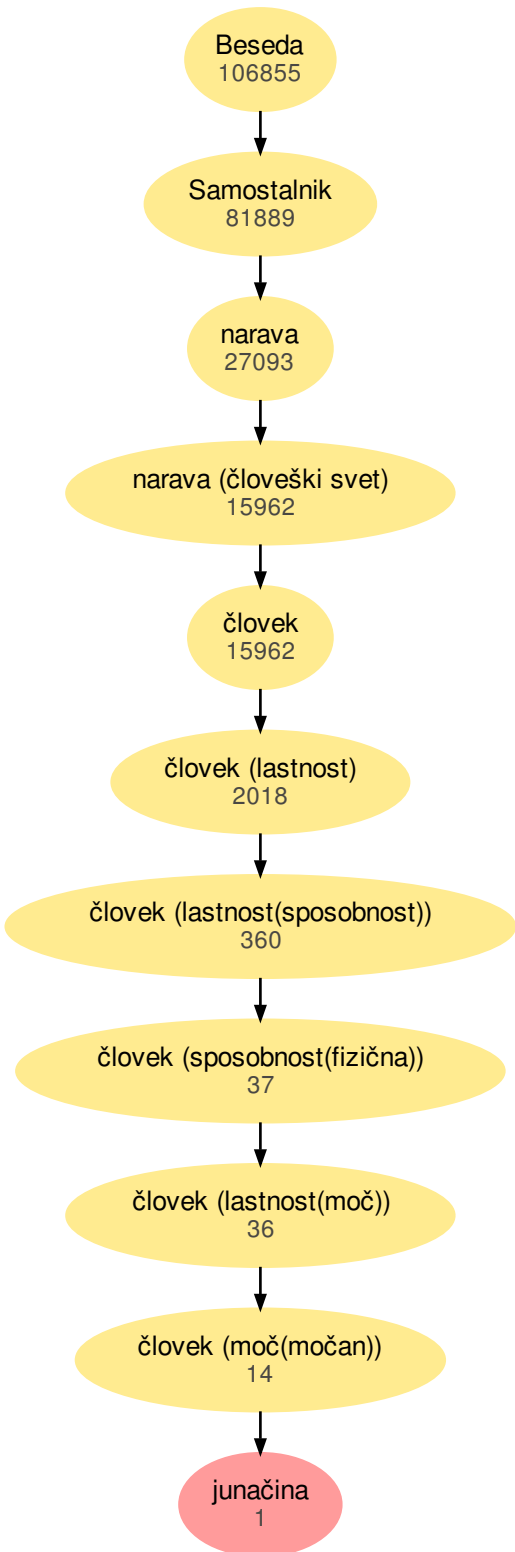 Beseda
106855
Samostalnik
81889
narava
27093
narava (človeški svet)
15962
človek
15962
človek (lastnost)
2018
človek (lastnost(sposobnost))
360
človek (sposobnost(fizična))
37
človek (lastnost(moč))
36
človek (moč(močan))
14
junačina
1